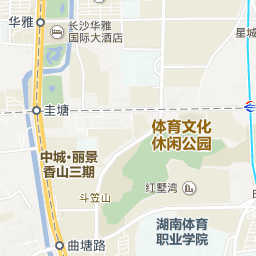 华雅
长沙华雅
国际大酒店
星城
圭塘
体育文化
休闲公园
中城·丽景
香山三期
红墅湾
斗笠山
湖南体育
职业学院
曲塘路